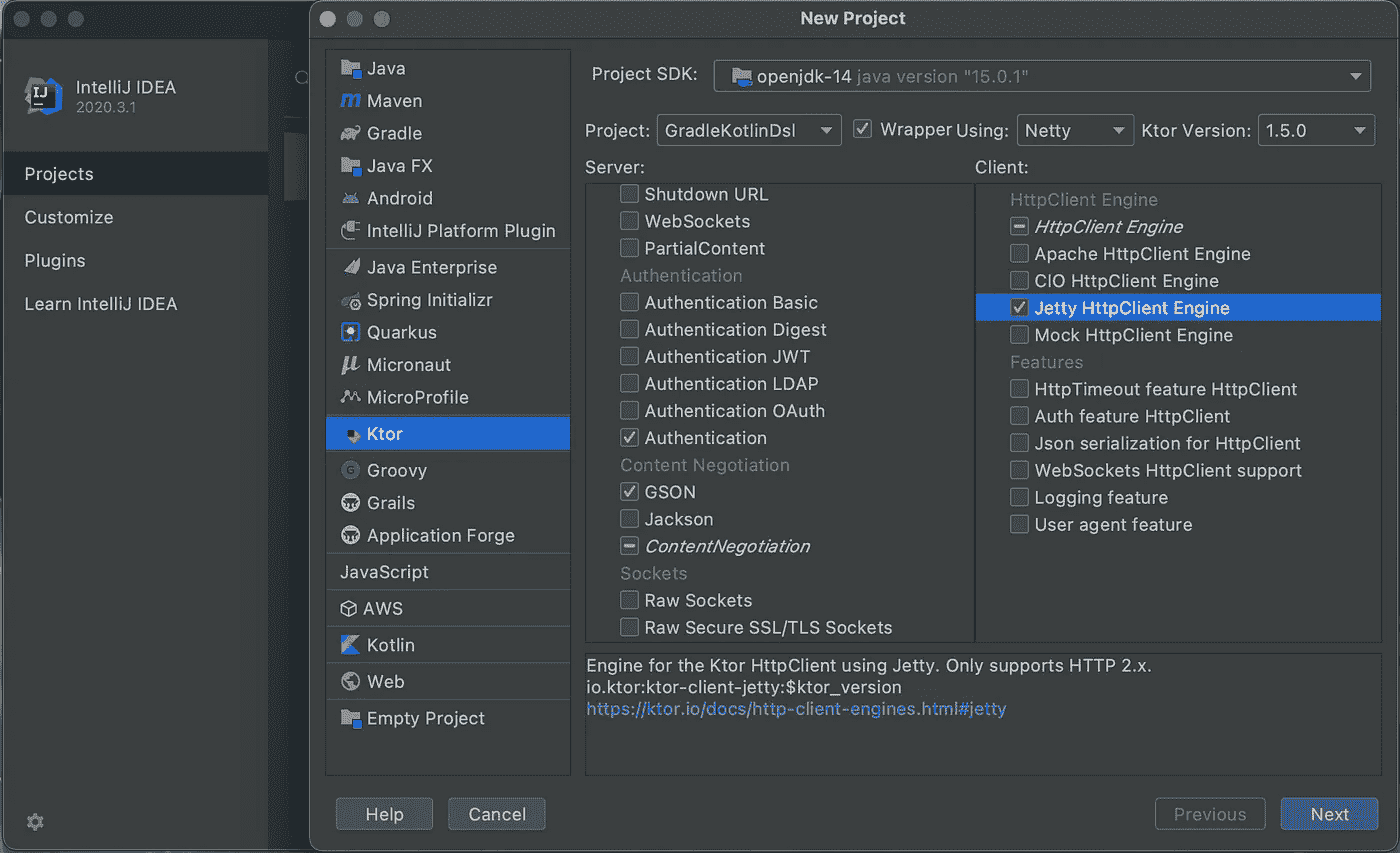 New Project
IJ
IntelliJ IDEA
2020.3.1
Projects
Customize
Plugins
Learn IntelliJ IDEA
Java
Maven
Gradle
Java FX
Android
IntelliJ Platform Plugin
Java Enterprise
Spring Initializr
Quarkus
Micronaut
MicroProfile
Ktor
Groovy
Grails
Application Forge
JavaScript
AWS
Kotlin
Web
Empty Project
Project SDK: openjdk-14 java version "15.0.1"
Project: GradleKotlinDsl Wrapper Using: Netty Ktor Version: 1.5.0
Server:
Shutdown URL
WebSockets
PartialContent
Authentication
Authentication Basic
Authentication Digest
Authentication JWT
Authentication LDAP
Authentication OAuth
Authentication
Content Negotiation
GSON
Jackson
ContentNegotiation
Sockets
Raw Sockets
Raw Secure SSL/TLS Sockets
Client:
HttpClient Engine
HttpClient Engine
Apache HttpClient Engine
CIO HttpClient Engine
Jetty HttpClient Engine
Mock HttpClient Engine
Features
HttpTimeout feature HttpClient
Auth feature HttpClient
Json serialization for HttpClient
WebSockets HttpClient support
Logging feature
User agent feature
Engine for the Ktor HttpClient using Jetty. Only supports HTTP 2.x.
io.ktor:ktor-client-jetty:$ktor_version
https://ktor.io/docs/http-client-engines.html#jetty
Help
Cancel
Previous
Next